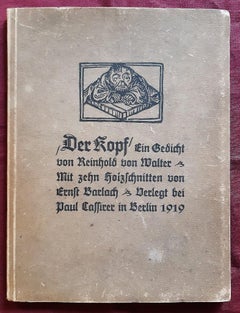 /Der Kopf/ Ein Gedicht
von Reinhold von Walter
Mit zehn Holzschnitten von
Ernst Barlach Verlegt bei
Paul Cassirer in Berlin 1919